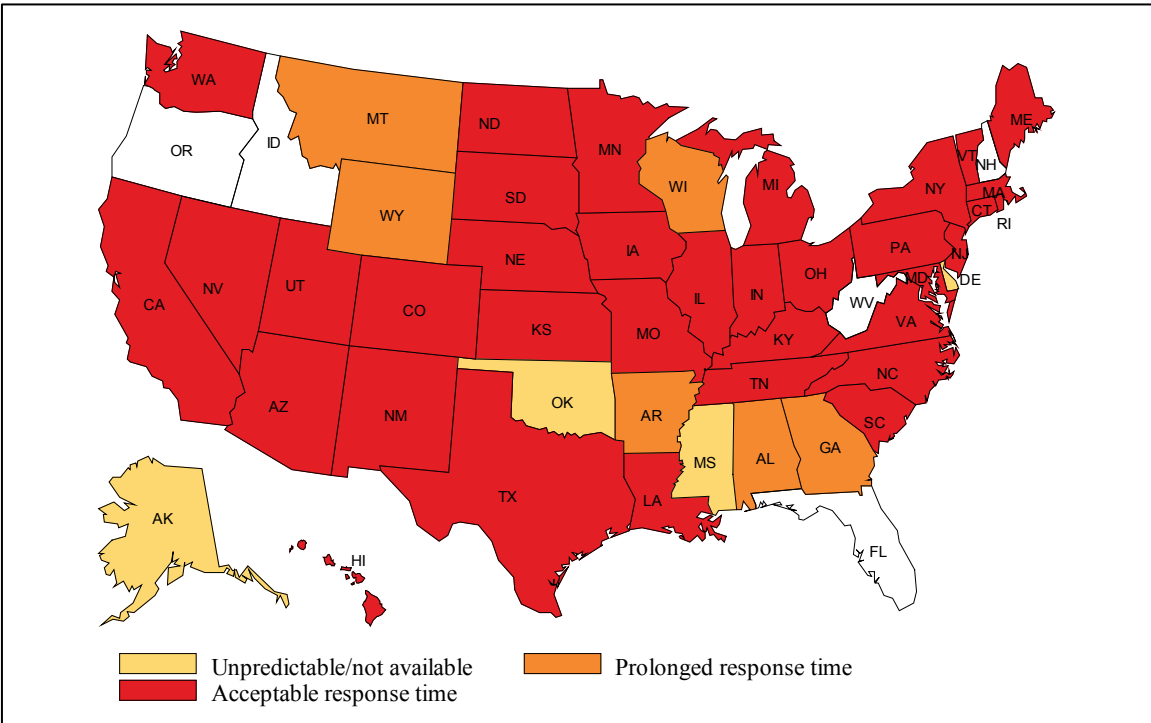 WA
MT
ND
MN
ME
ID
OR
VT
NH
WI
MI
NY
MA
SD
WY
CT
RI
IA
PA
NJ
NE
OH
MD
DE
NV
UT
IL
IN
WV
CA
CO
VA
KS
MO
KY
NC
TN
AZ
NM
OK
AR
SC
MS
AL
GA
TX
LA
AK
FL
HI
Unpredictable/not available
Prolonged response time
Acceptable response time